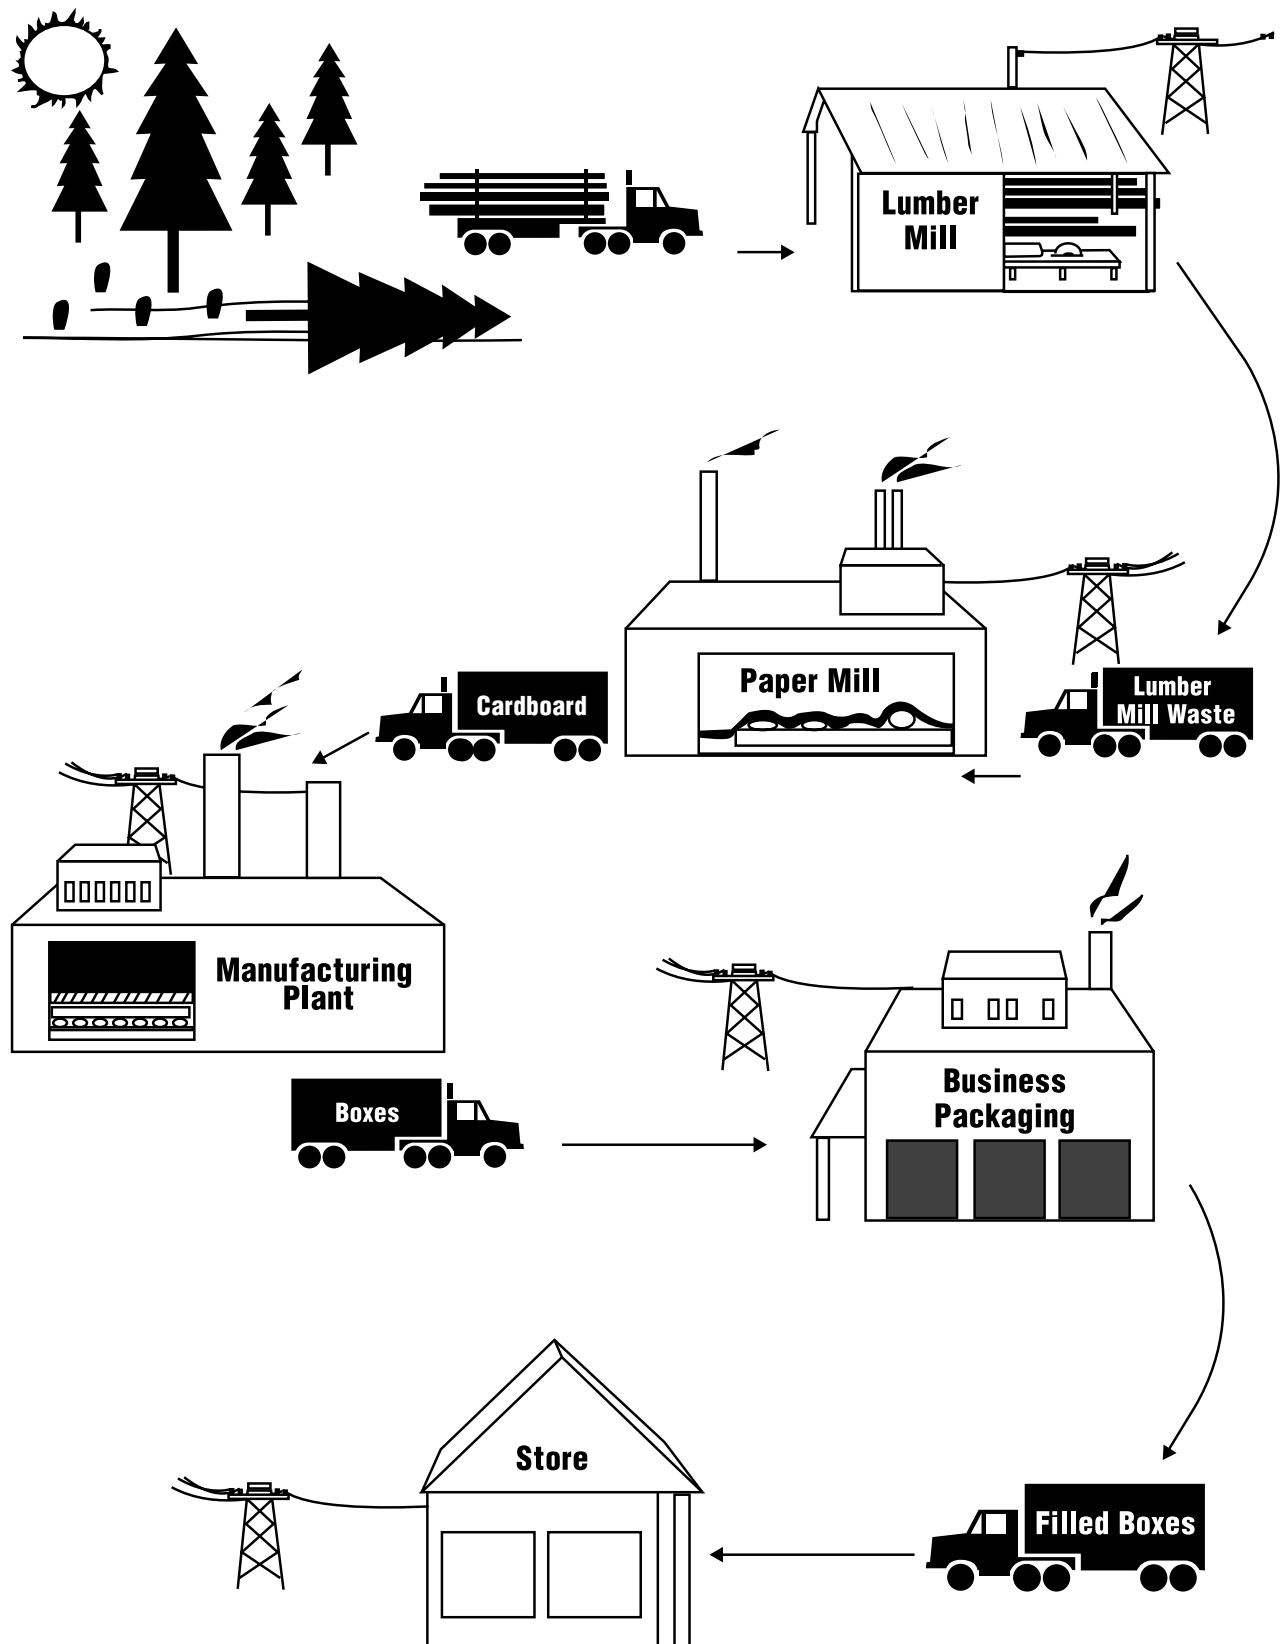 Lumber
Mill
Paper Mill
Lumber
Mill Waste
Cardboard
Manufacturing
Plant
Boxes
Business
Packaging
Store
Filled Boxes